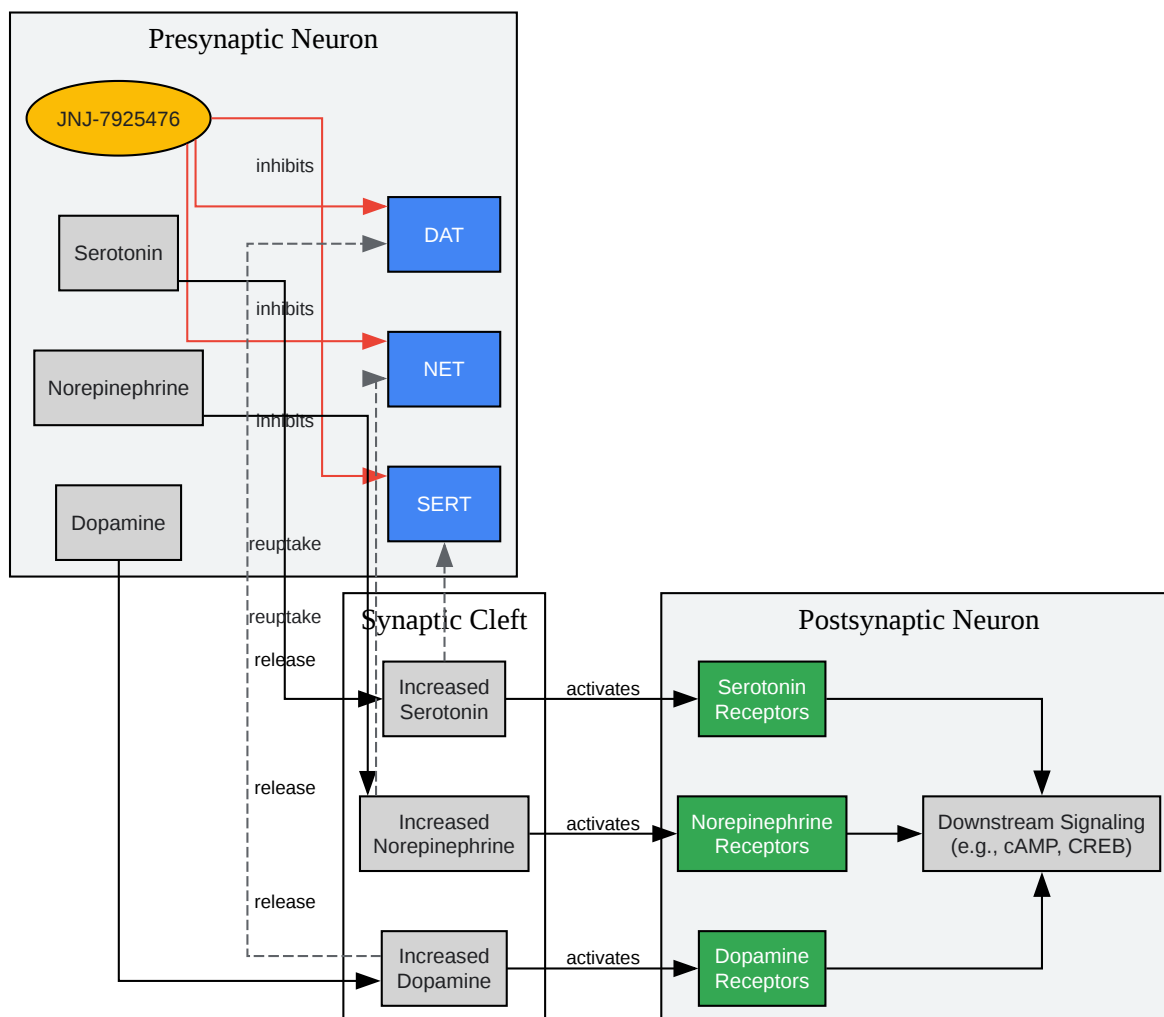 Presynaptic Neuron
JNJ-7925476
inhibits
DAT
Serotonin
inhibits
NET
Norepinephrine
inhibits
SERT
Dopamine
reuptake
reuptake
Synaptic Cleft
Postsynaptic Neuron
release
Increased
Serotonin
activates
Serotonin
Receptors
release
Increased
Norepinephrine
activates
Norepinephrine
Receptors
Downstream Signaling
(e.g., cAMP, CREB)
release
Increased
Dopamine
activates
Dopamine
Receptors